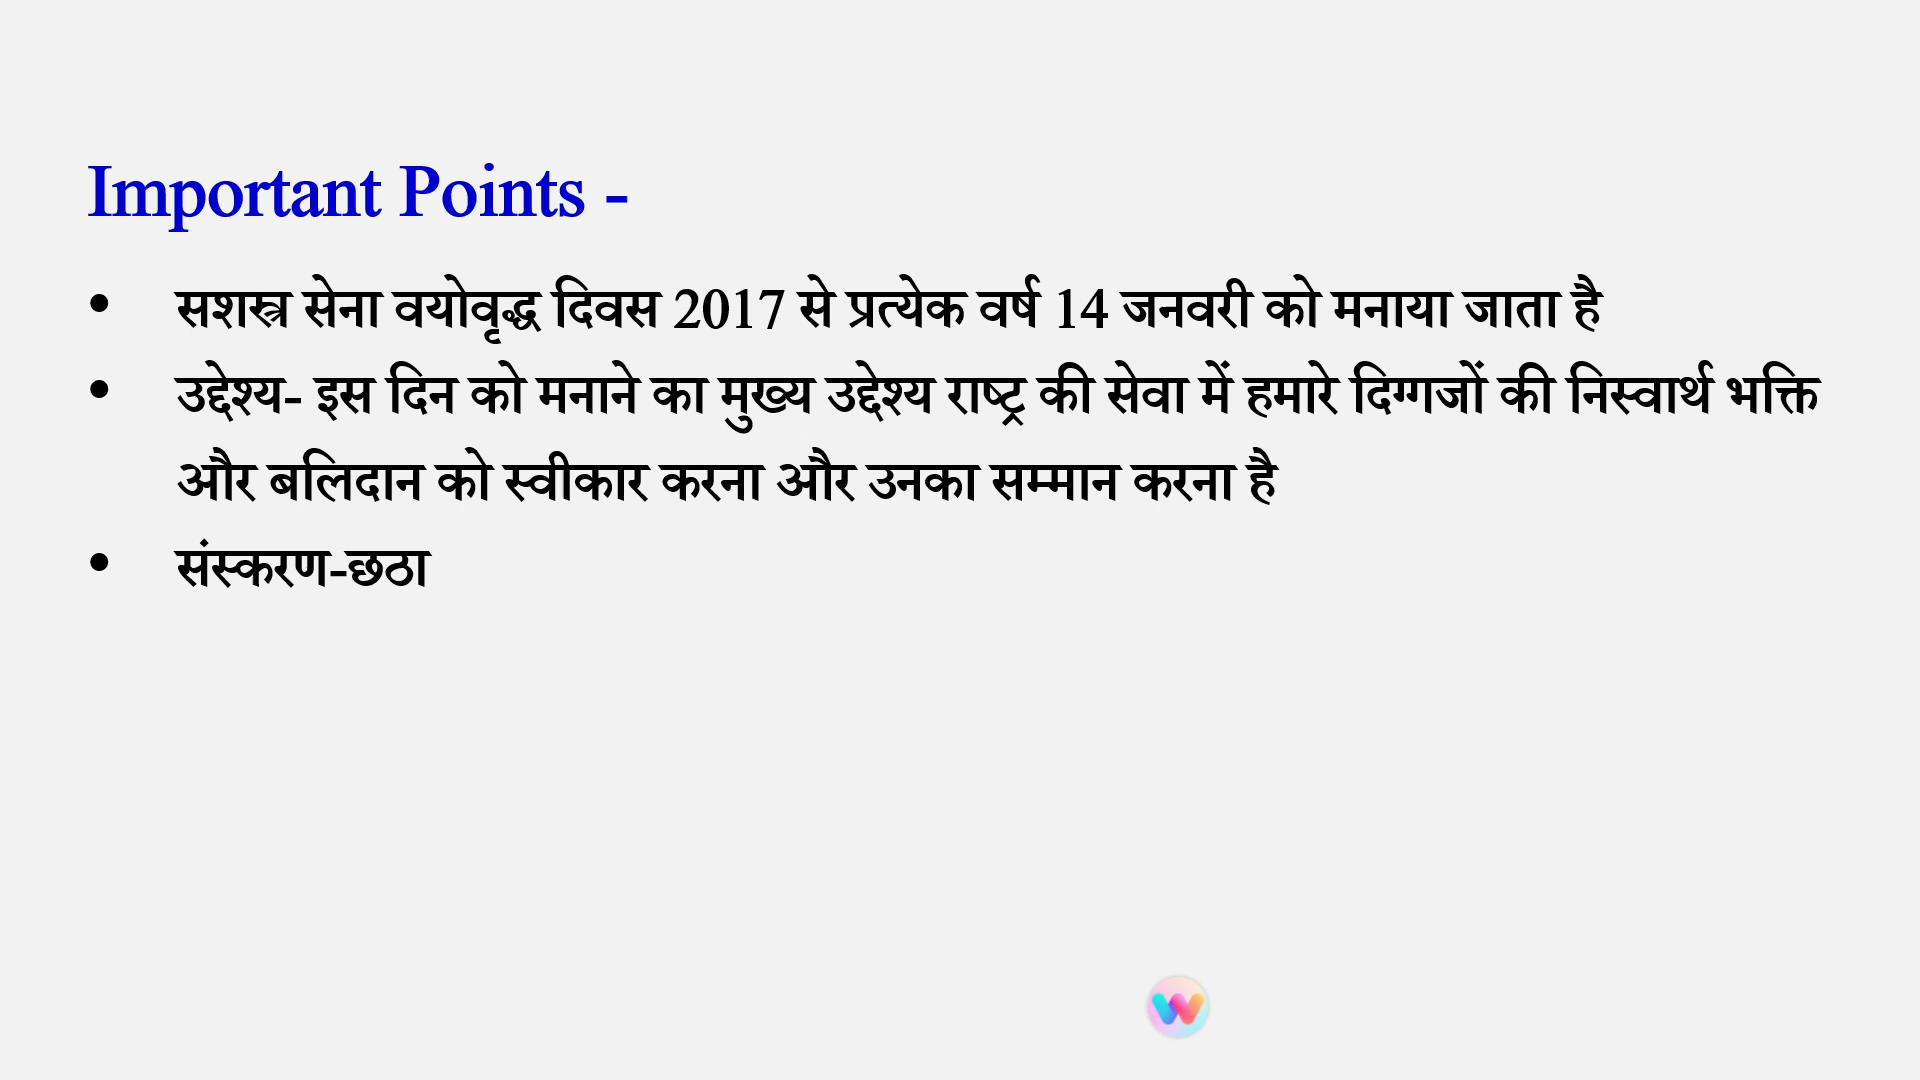 Important Points -
• सशस्त्र सेना वयोवृद्ध दिवस 2017 से प्रत्येक वर्ष 14 जनवरी को मनाया जाता है
• उद्देश्य- इस दिन को मनाने का मुख्य उद्देश्य राष्ट्र की सेवा में हमारे दिग्गजों की निस्वार्थ भक्ति
और बलिदान को स्वीकार करना और उनका सम्मान करना है
• संस्करण-छठा